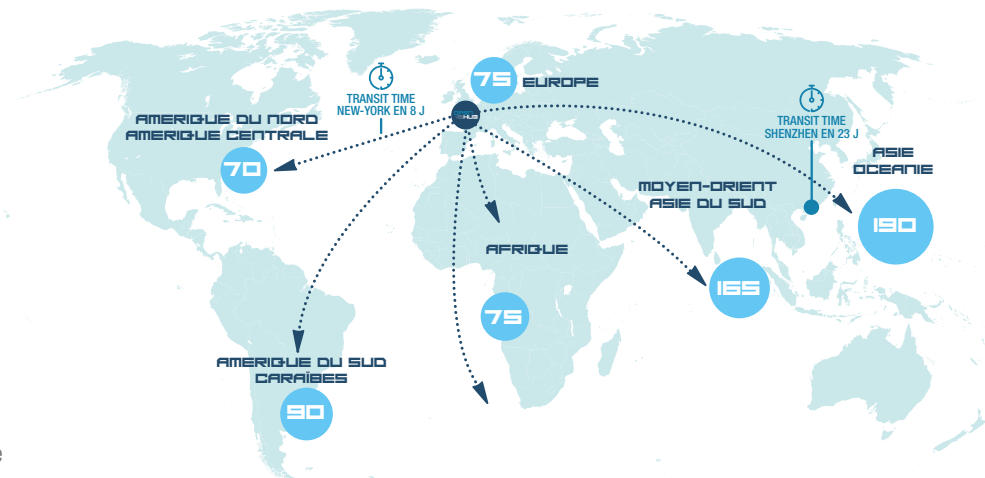 75 EUROPE
HUB
TRANSIT TIME
NEW-YORK EN 8 J
AMERIQUE DU NORD
AMERIQUE CENTRALE
70
TRANSIT TIME
SHENZHEN EN 23 J
ASIE
OCEANIE
190
MOYEN-ORIENT
ASIE DU SUD
165
AFRIQUE
75
AMERIQUE DU SUD
CARAÏBES
90
e